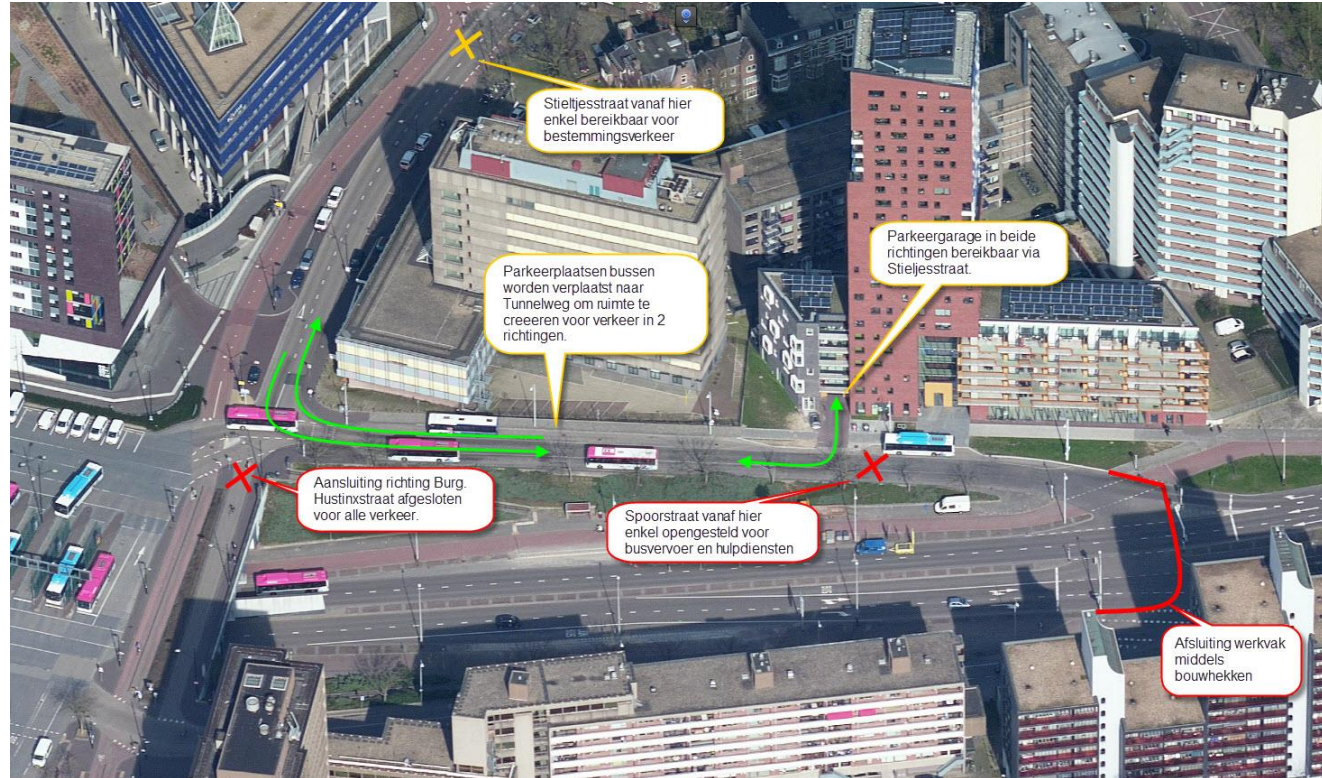 Stieltjesstraat vanaf hier
enkel bereikbaar voor
bestemmingsverkeer
Parkeergarage in beide
richtingen bereikbaar via
Stieljesstraat.
Parkeerplaatsen bussen
worden verplaatst naar
Tunnelweg om ruimte te
creeeren voor verkeer in 2
richtingen.
Aansluiting richting Burg.
Hustinxstraat afgesloten
voor alle verkeer.
Spoorstraat vanaf hier
enkel opengesteld voor
busvervoer en hulpdiensten
Afsluiting werkvak
middels
bouwhekken